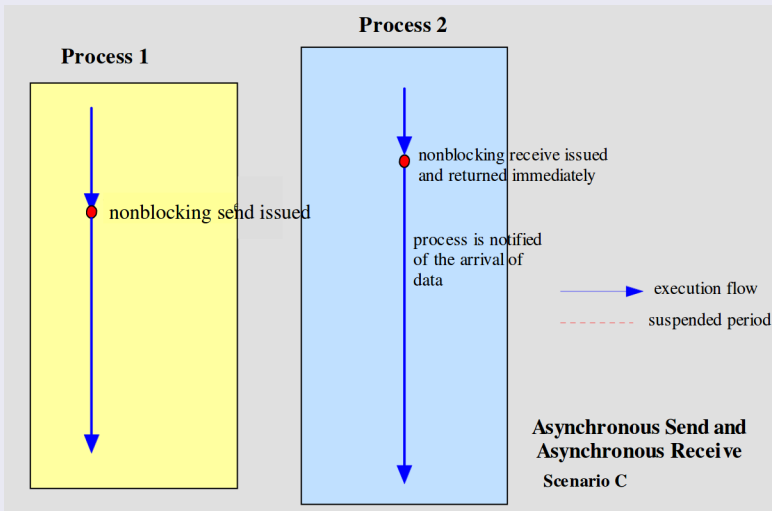 Process 1
Process 2
nonblocking send issued
nonblocking receive issued
and returned immediately
process is notified
of the arrival of
data
execution flow
suspended period
Asynchronous Send and
Asynchronous Receive
Scenario C